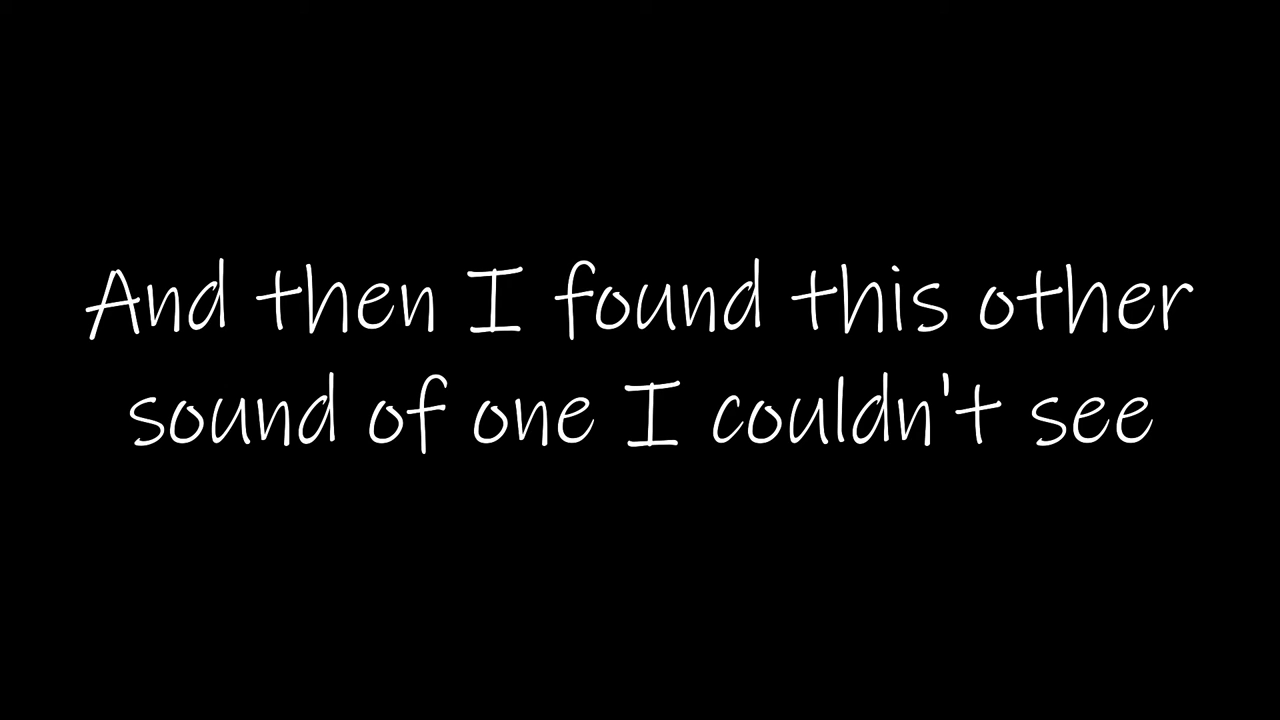 And then I found this other
sound of one I couldn't see